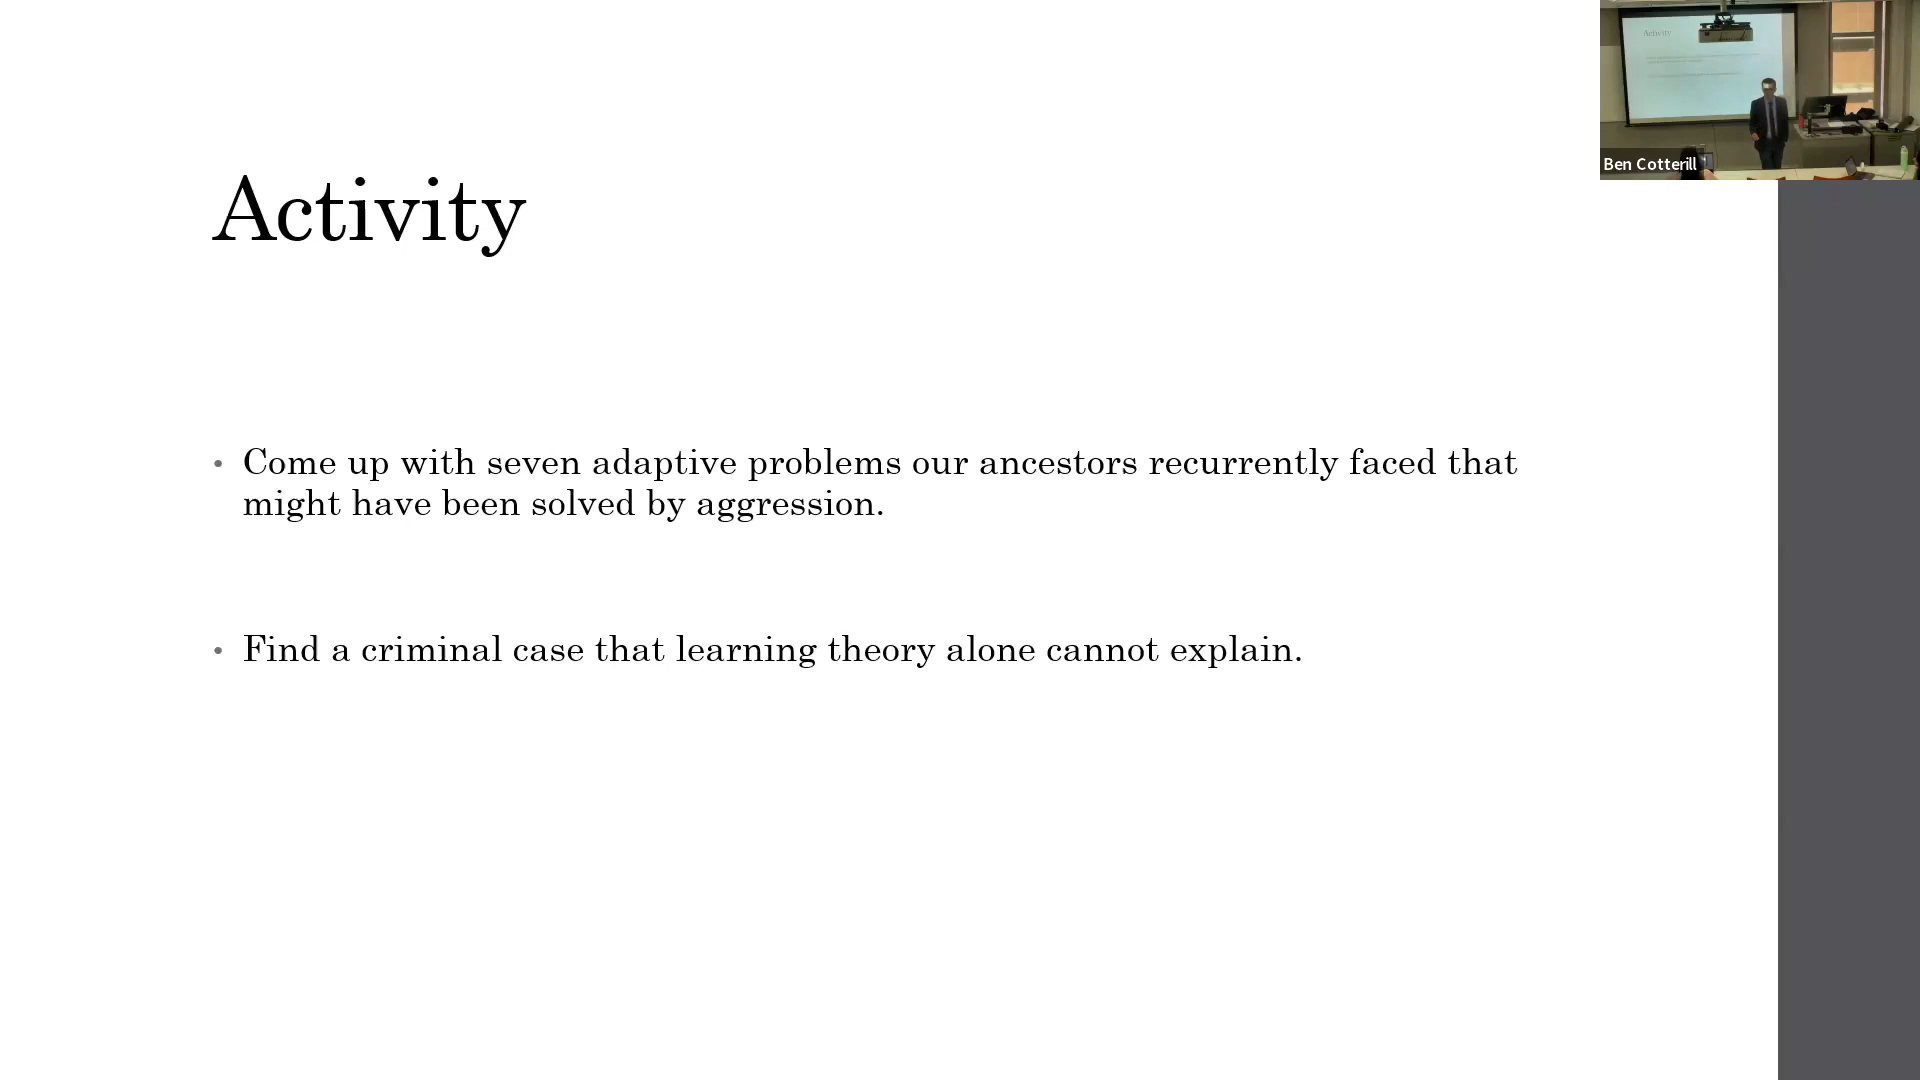 Activity
• Come up with seven adaptive problems our ancestors recurrently faced that
might have been solved by aggression.
• Find a criminal case that learning theory alone cannot explain.
Activity
Ben Cotterill